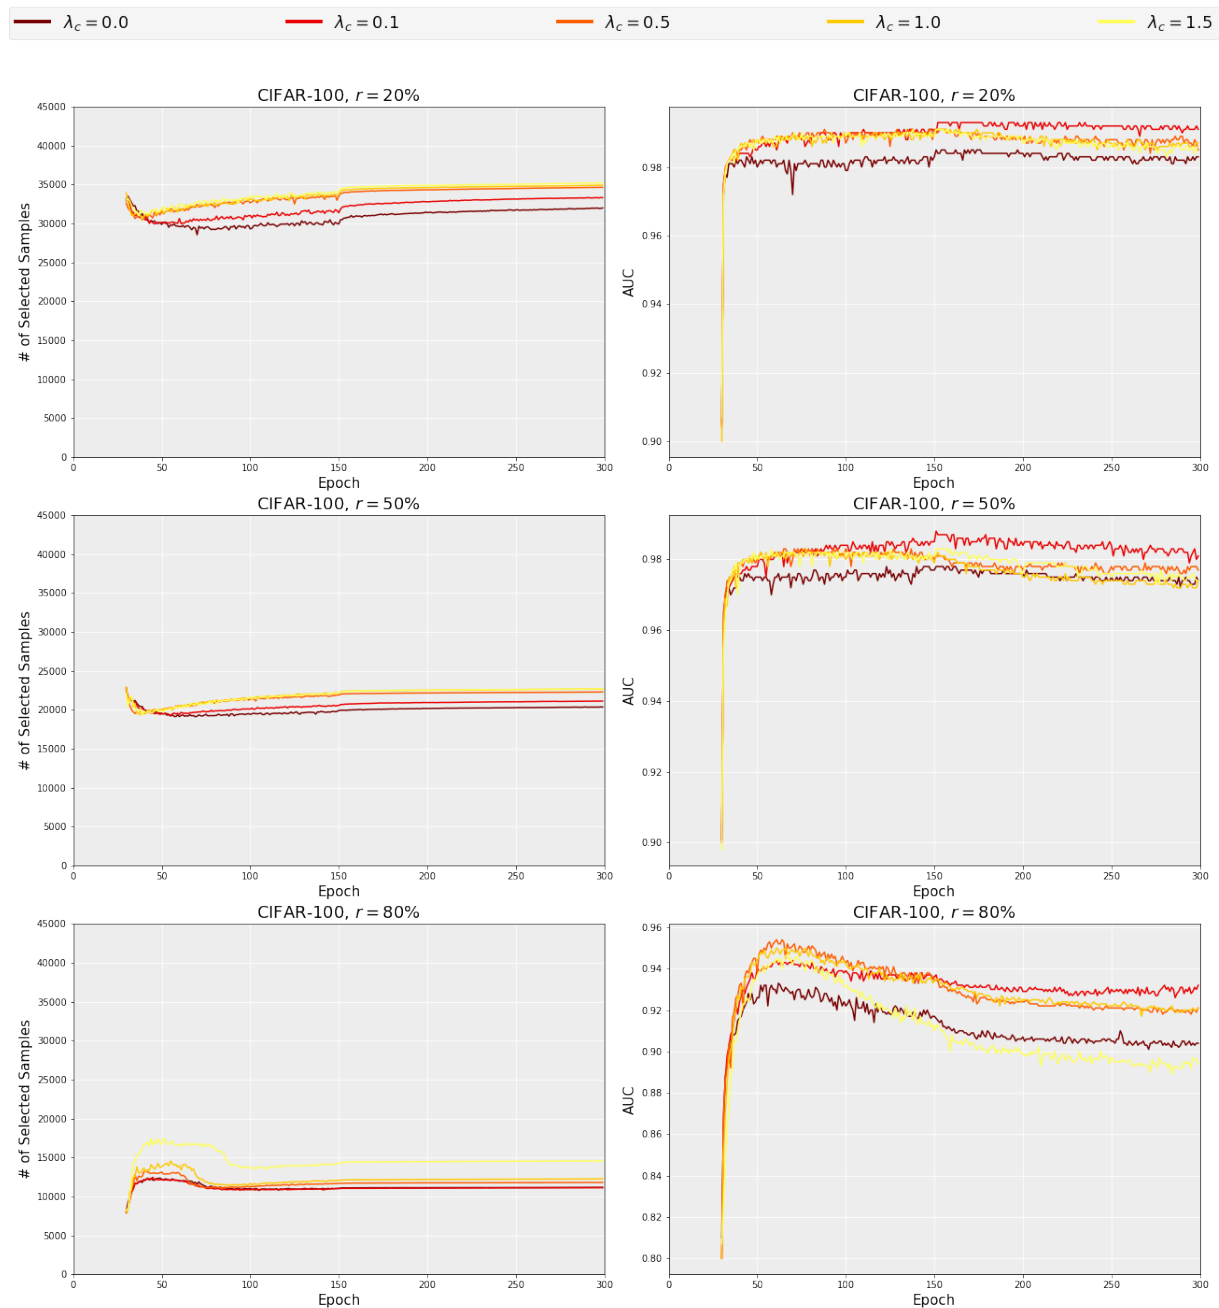 λ_c = 0.0 λ_c = 0.1 λ_c = 0.5 λ_c = 1.0 λ_c = 1.5
CIFAR-100, r = 20%
45000
40000
35000
30000
25000
20000
15000
10000
5000
0
# of Selected Samples
0 50 100 150 200 250 300
Epoch
CIFAR-100, r = 20%
0.98
0.96
0.94
0.92
0.90
AUC
0 50 100 150 200 250 300
Epoch
CIFAR-100, r = 50%
45000
40000
35000
30000
25000
20000
15000
10000
5000
0
# of Selected Samples
0 50 100 150 200 250 300
Epoch
CIFAR-100, r = 50%
0.98
0.96
0.94
0.92
0.90
AUC
0 50 100 150 200 250 300
Epoch
CIFAR-100, r = 80%
45000
40000
35000
30000
25000
20000
15000
10000
5000
0
# of Selected Samples
0 50 100 150 200 250 300
Epoch
CIFAR-100, r = 80%
0.96
0.94
0.92
0.90
0.88
0.86
0.84
0.82
0.80
AUC
0 50 100 150 200 250 300
Epoch